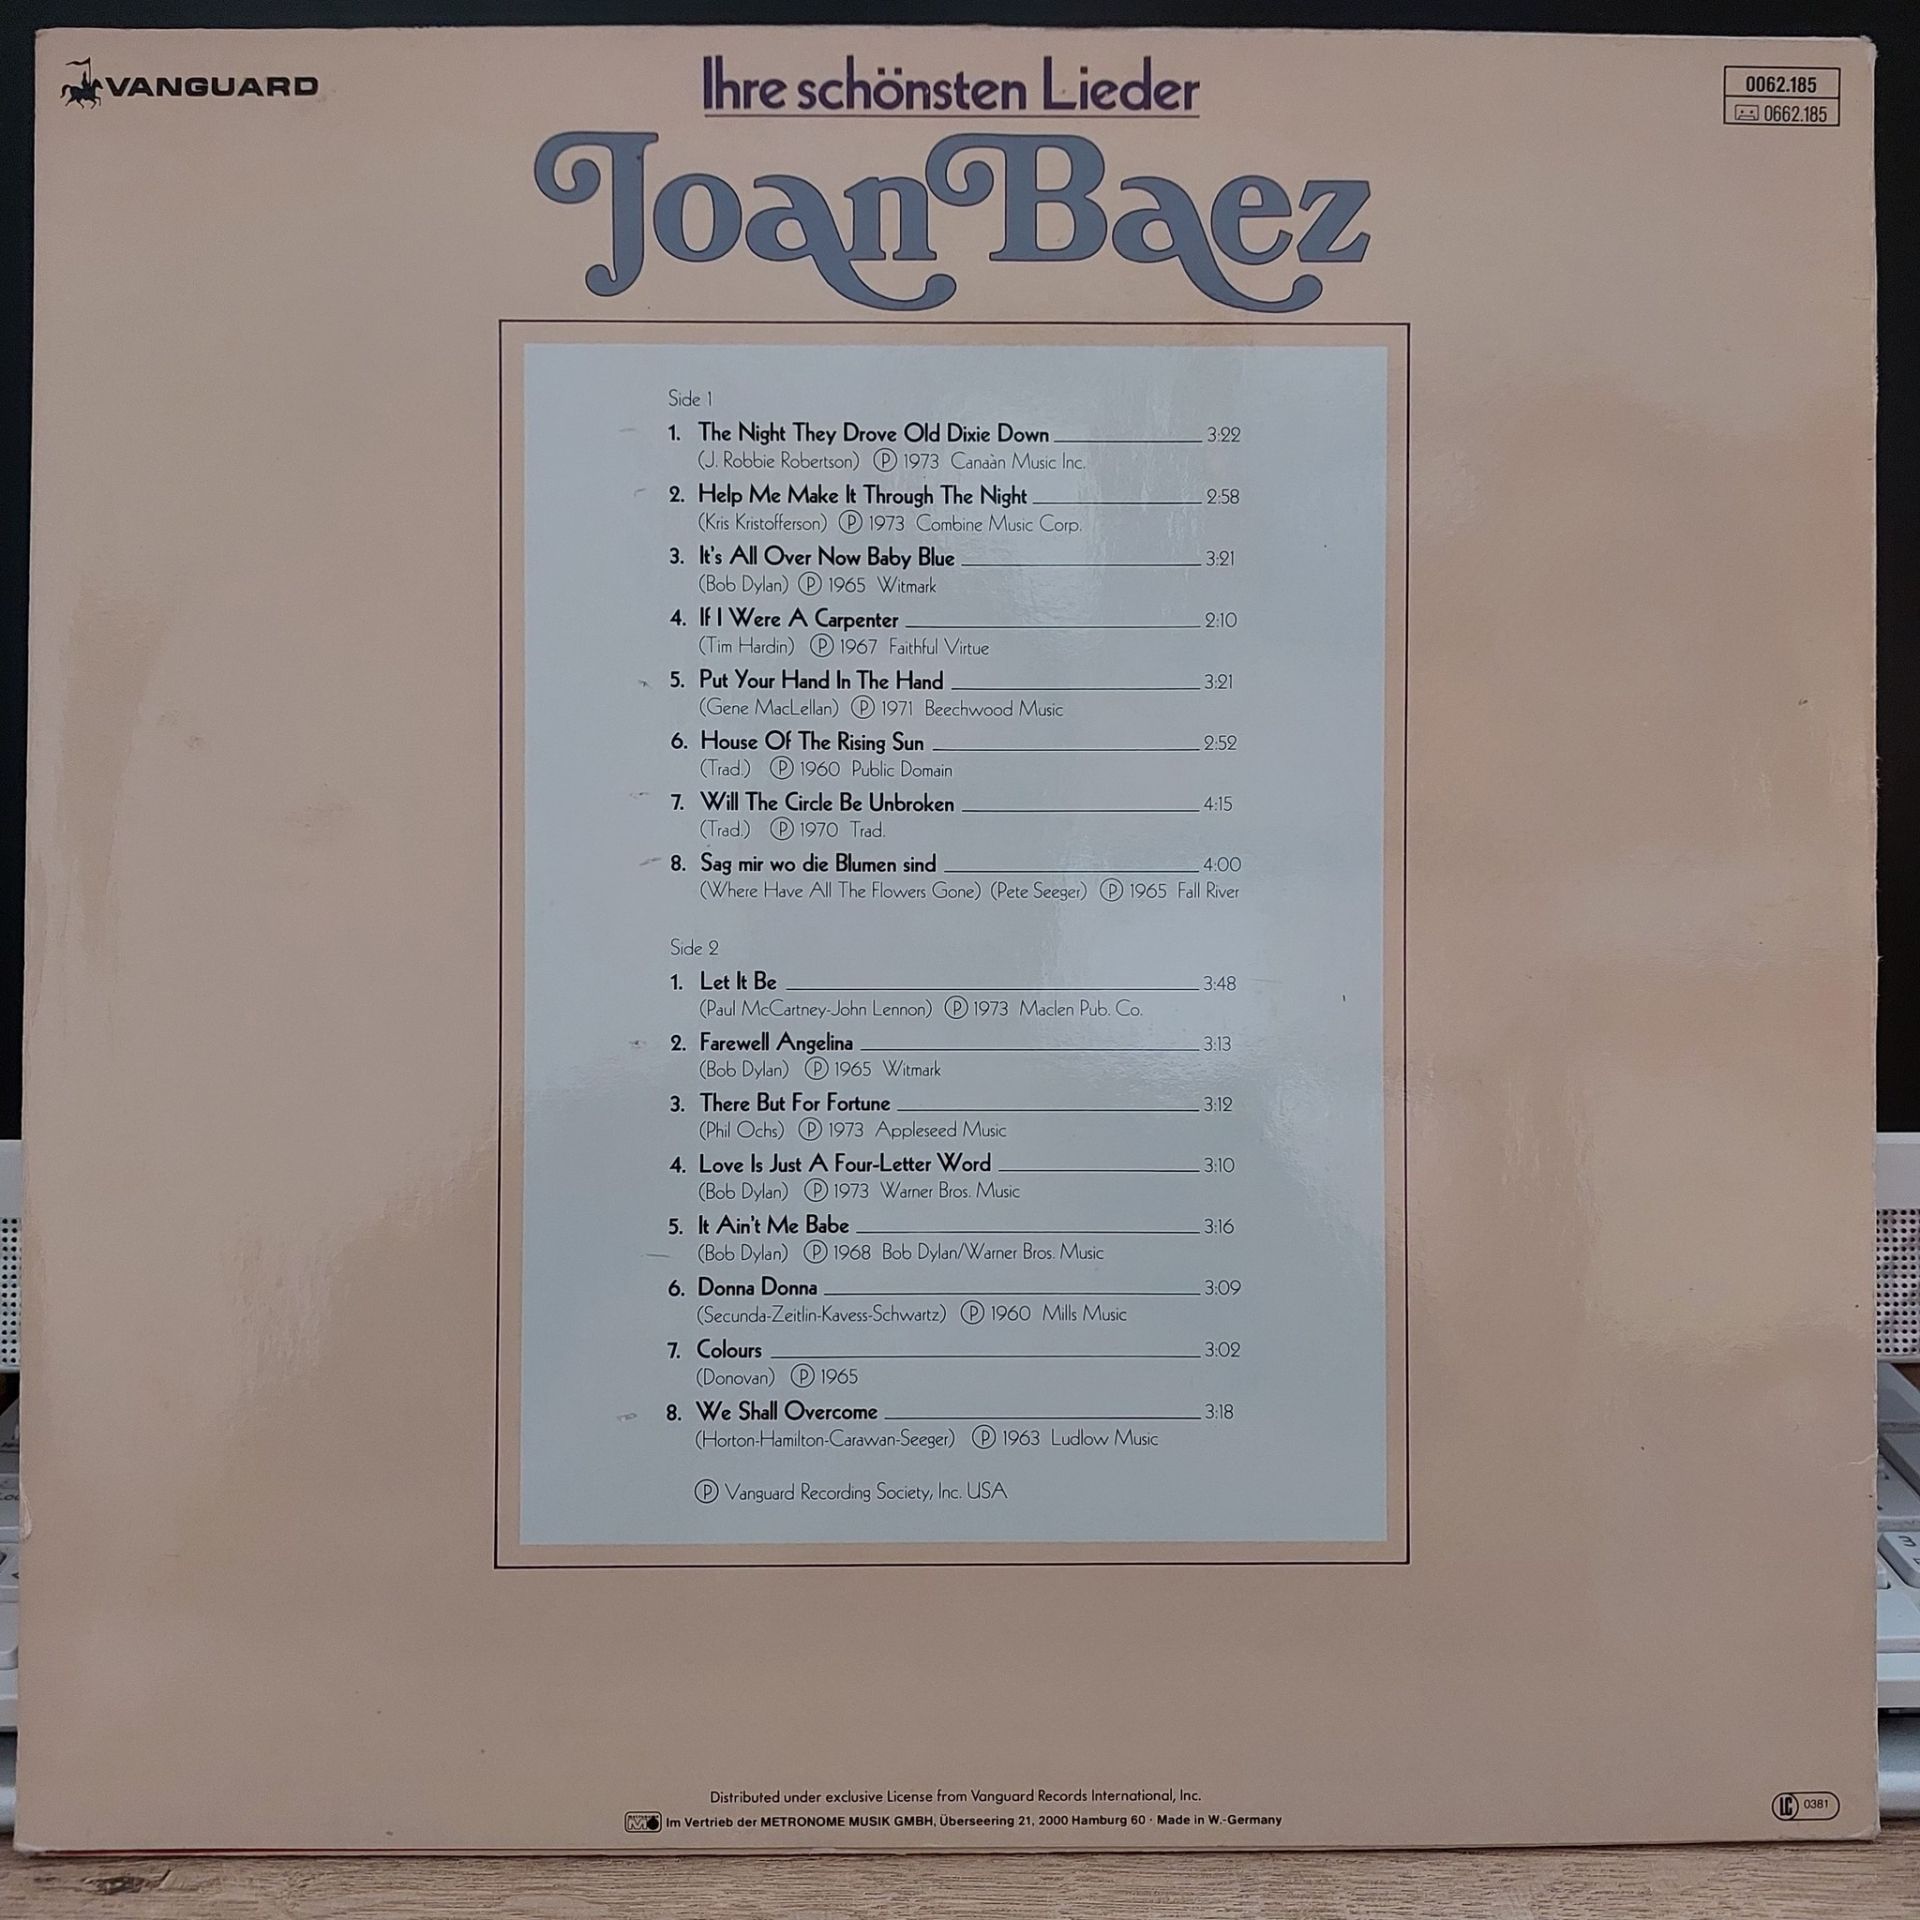 VANGUARD
Ihre schönsten Lieder
Joan Baez
0062.185
0662.185
Side 1
1. The Night They Drove Old Dixie Down 3:22
(J. Robbie Robertson) Ⓟ 1973 Canaàn Music Inc.
2. Help Me Make It Through The Night 2:58
(Kris Kristofferson) Ⓟ 1973 Combine Music Corp.
3. It's All Over Now Baby Blue 3:21
(Bob Dylan) Ⓟ 1965 Witmark
4. If I Were A Carpenter 2:10
(Tim Hardin) Ⓟ 1967 Faithful Virtue
5. Put Your Hand In The Hand 3:21
(Gene MacLellan) Ⓟ 1971 Beechwood Music
6. House Of The Rising Sun 2:52
(Trad.) Ⓟ 1960 Public Domain
7. Will The Circle Be Unbroken 4:15
(Trad.) Ⓟ 1970 Trad.
8. Sag mir wo die Blumen sind 4:00
(Where Have All The Flowers Gone) (Pete Seeger) Ⓟ 1965 Fall River
Side 2
1. Let It Be 3:48
(Paul McCartney-John Lennon) Ⓟ 1973 Maclen Pub. Co.
2. Farewell Angelina 3:13
(Bob Dylan) Ⓟ 1965 Witmark
3. There But For Fortune 3:12
(Phil Ochs) Ⓟ 1973 Appleseed Music
4. Love Is Just A Four-Letter Word 3:10
(Bob Dylan) Ⓟ 1973 Warner Bros. Music
5. It Ain't Me Babe 3:16
(Bob Dylan) Ⓟ 1968 Bob Dylan/Warner Bros. Music
6. Donna Donna 3:09
(Secunda-Zeitlin-Kavess-Schwartz) Ⓟ 1960 Mills Music
7. Colours 3:02
(Donovan) Ⓟ 1965
8. We Shall Overcome 3:18
(Horton-Hamilton-Carawan-Seeger) Ⓟ 1963 Ludlow Music
Ⓟ Vanguard Recording Society, Inc. USA
Distributed under exclusive License from Vanguard Records International, Inc.
Im Vertrieb der METRONOME MUSIK GMBH, Überseering 21, 2000 Hamburg 60 · Made in W.-Germany
LC 0381